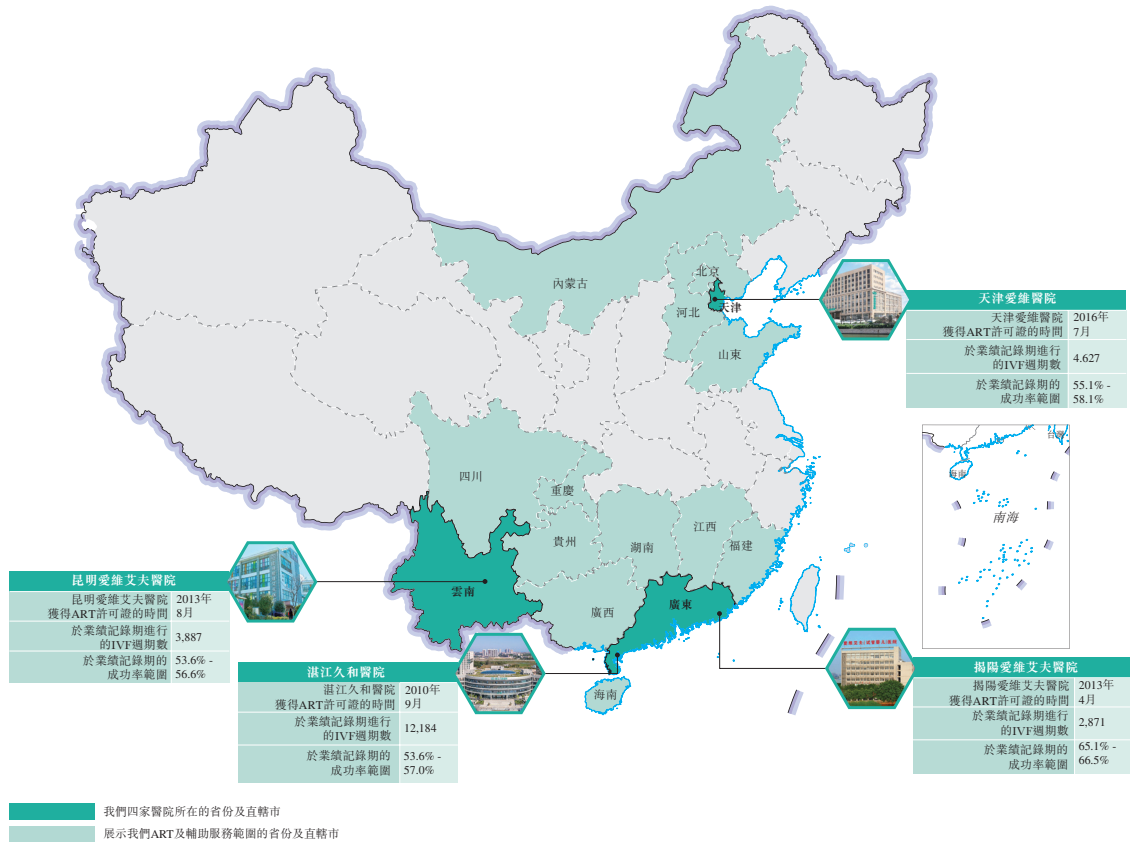 內蒙古
北京
天津
河北
山東
四川
重慶
貴州
湖南
江西
福建
雲南
廣西
廣東
海南
天津愛維醫院
天津愛維醫院
獲得ART許可證的時間
2016年
7月
於業績記錄期進行
的IVF週期數
4.627
於業績記錄期的
成功率範圍
55.1% -
58.1%
台灣
海南
南海
昆明愛維艾夫醫院
昆明愛維艾夫醫院
獲得ART許可證的時間
2013年
8月
於業績記錄期進行
的IVF週期數
3,887
於業績記錄期的
成功率範圍
53.6% -
56.6%
湛江久和醫院
湛江久和醫院
獲得ART許可證的時間
2010年
9月
於業績記錄期進行
的IVF週期數
12,184
於業績記錄期的
成功率範圍
53.6% -
57.0%
揭陽愛維艾夫醫院
揭陽愛維艾夫醫院
獲得ART許可證的時間
2013年
4月
於業績記錄期進行
的IVF週期數
2,871
於業績記錄期的
成功率範圍
65.1% -
66.5%
我們四家醫院所在的省份及直轄市
展示我們ART及輔助服務範圍的省份及直轄市